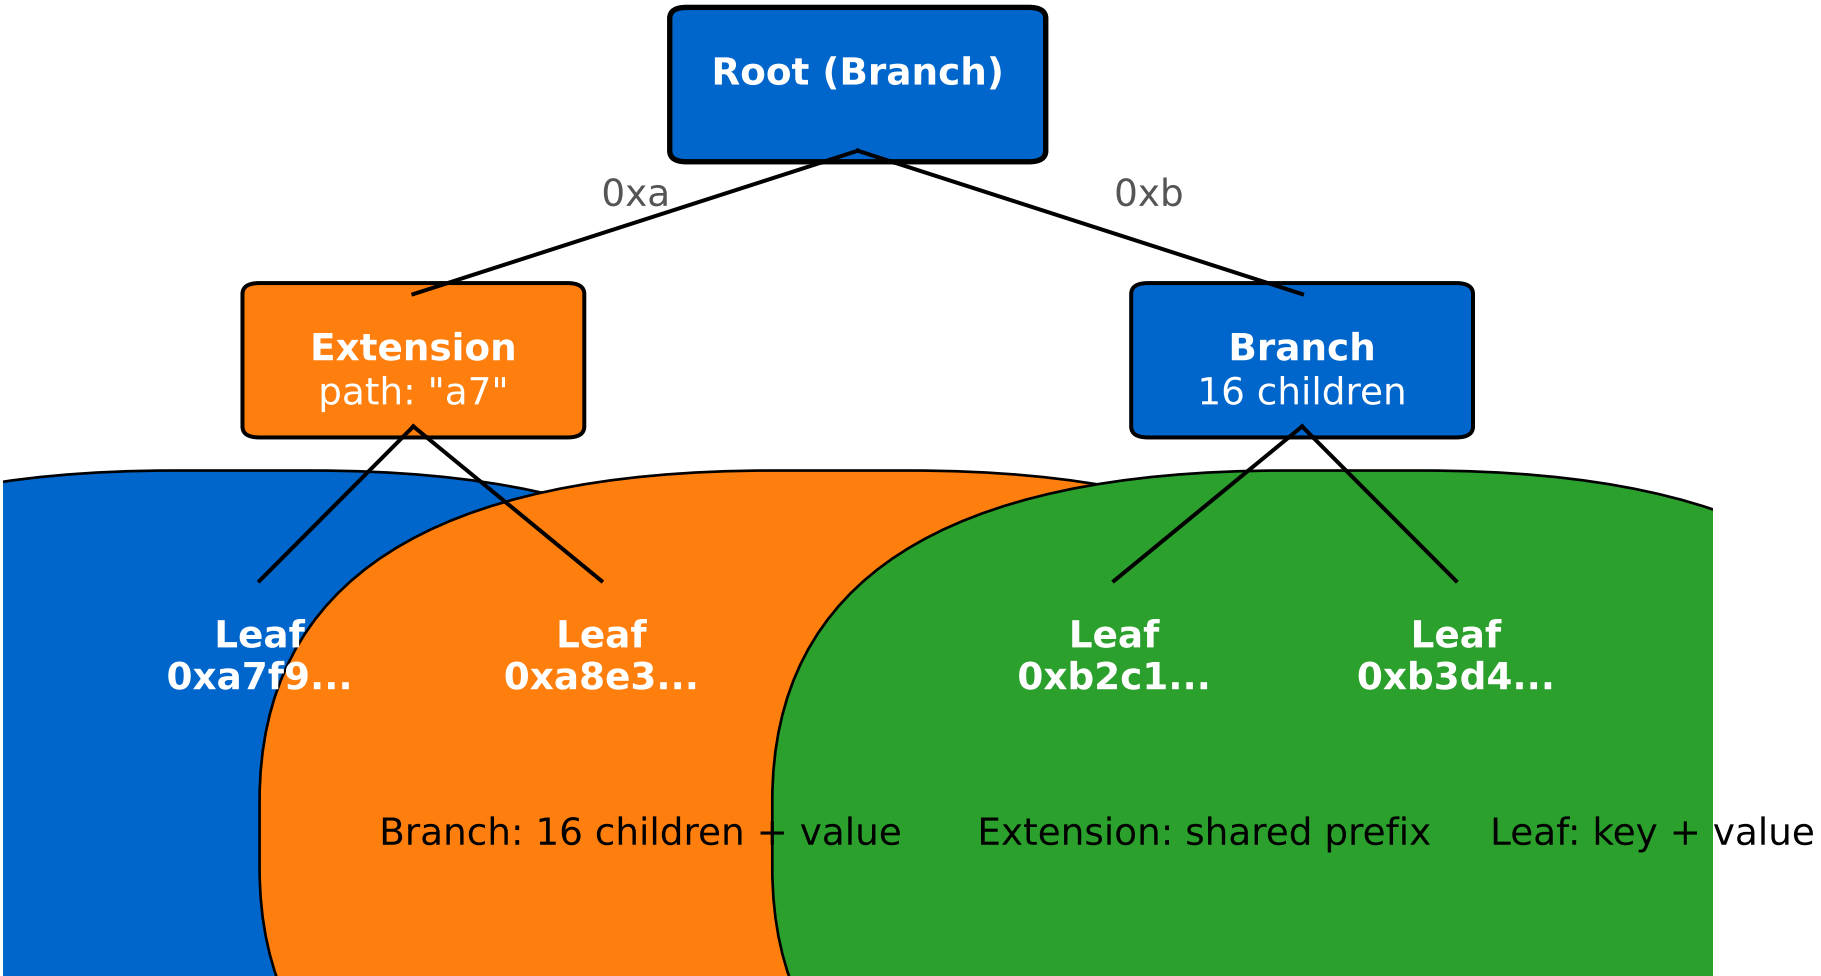 Root (Branch)
0xa
0xb
Extension
path: "a7"
Branch
16 children
Leaf
0xa7f9...
Leaf
0xa8e3...
Leaf
0xb2c1...
Leaf
0xb3d4...
Branch: 16 children + value
Extension: shared prefix
Leaf: key + value